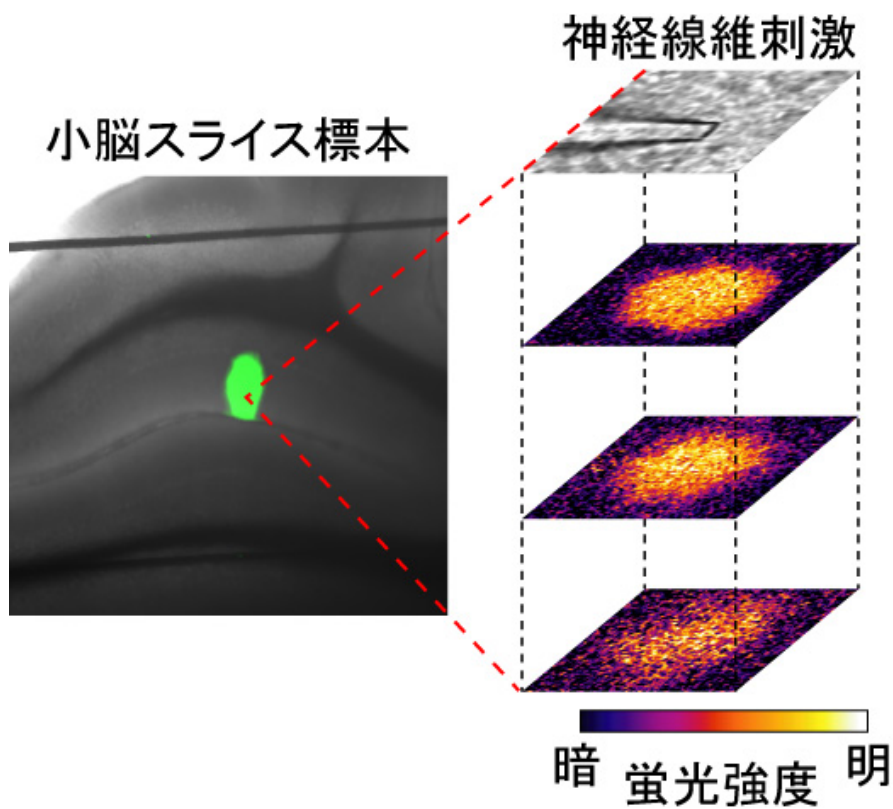 神経線維刺激
小脳スライス標本
暗 明
蛍光強度